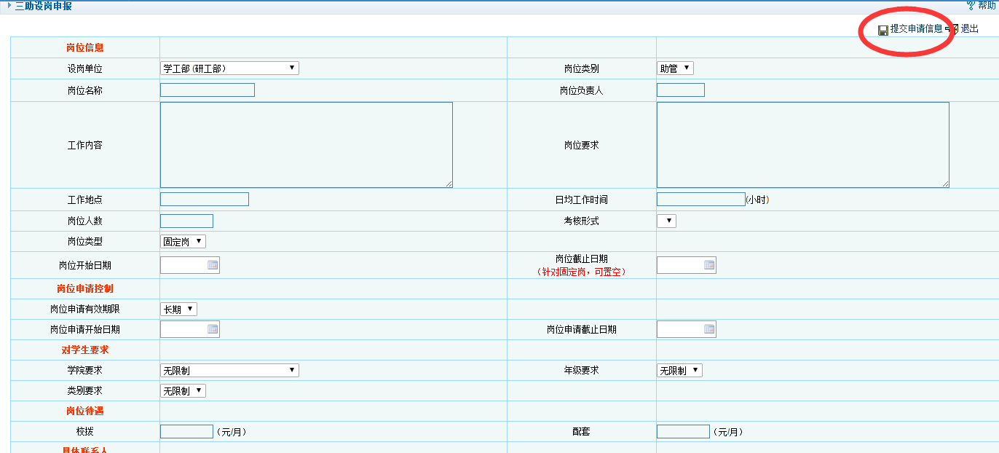 三助设岗申报
帮助
提交申请信息 退出
岗位信息
设岗单位 学工部(研工部) 岗位类别 助管
岗位名称 岗位负责人
工作内容 岗位要求
工作地点 日均工作时间 (小时)
岗位人数 考核形式
岗位类型 固定岗
岗位开始日期 岗位截止日期
（针对固定岗，可置空）
岗位申请控制
岗位申请有效期限 长期
岗位申请开始日期 岗位申请截止日期
对学生要求
学院要求 无限制 年级要求 无限制
类别要求 无限制
岗位待遇
校拨 （元/月） 配套 （元/月）
具体联系人